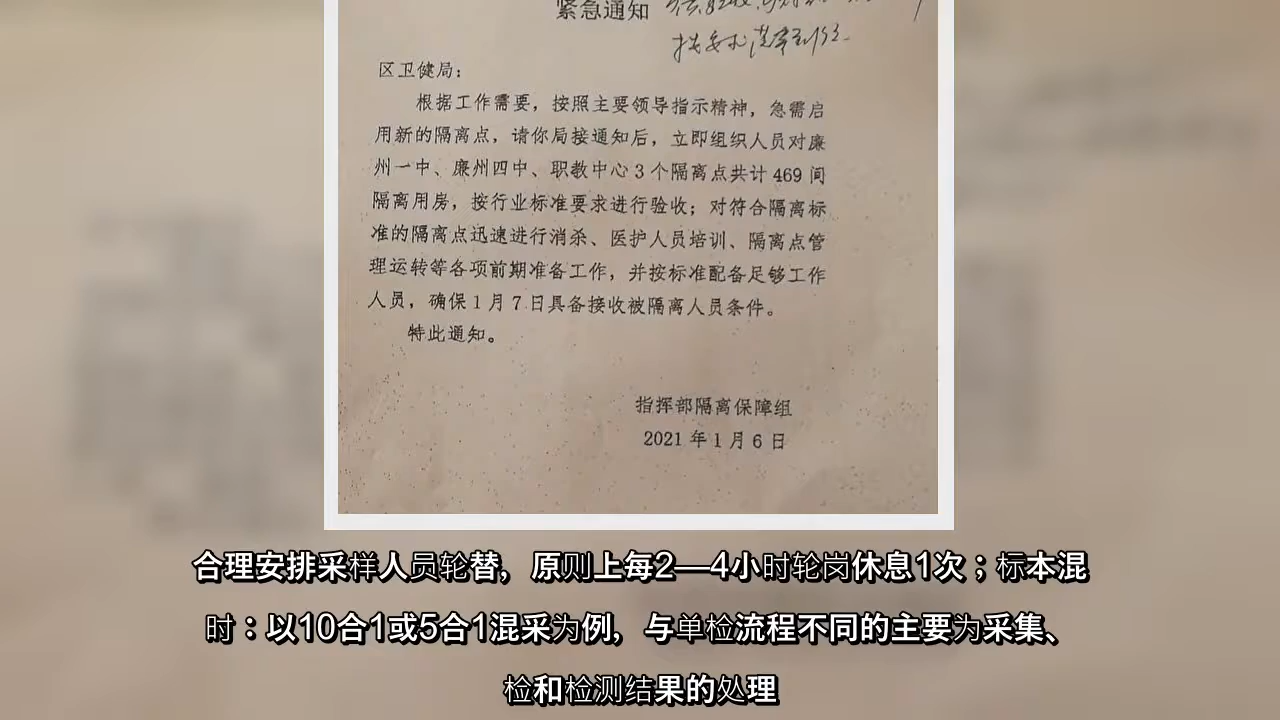 紧急通知
区卫健局：
根据工作需要，按照主要领导指示精神，急需启
用新的隔离点，请你局接通知后，立即组织人员对廉
州一中、廉州四中、职教中心3个隔离点共计469间
隔离用房，按行业标准要求进行验收；对符合隔离标
准的隔离点迅速进行消杀、医护人员培训、隔离点管
理运转等各项前期准备工作，并按标准配备足够工作
人员，确保1月7日具备接收被隔离人员条件。
特此通知。
指挥部隔离保障组
2021年1月6日
合理安排采样人员轮替，原则上每2—4小时轮岗休息1次；标本混
时：以10合1或5合1混采为例，与单检流程不同的主要为采集、
检和检测结果的处理